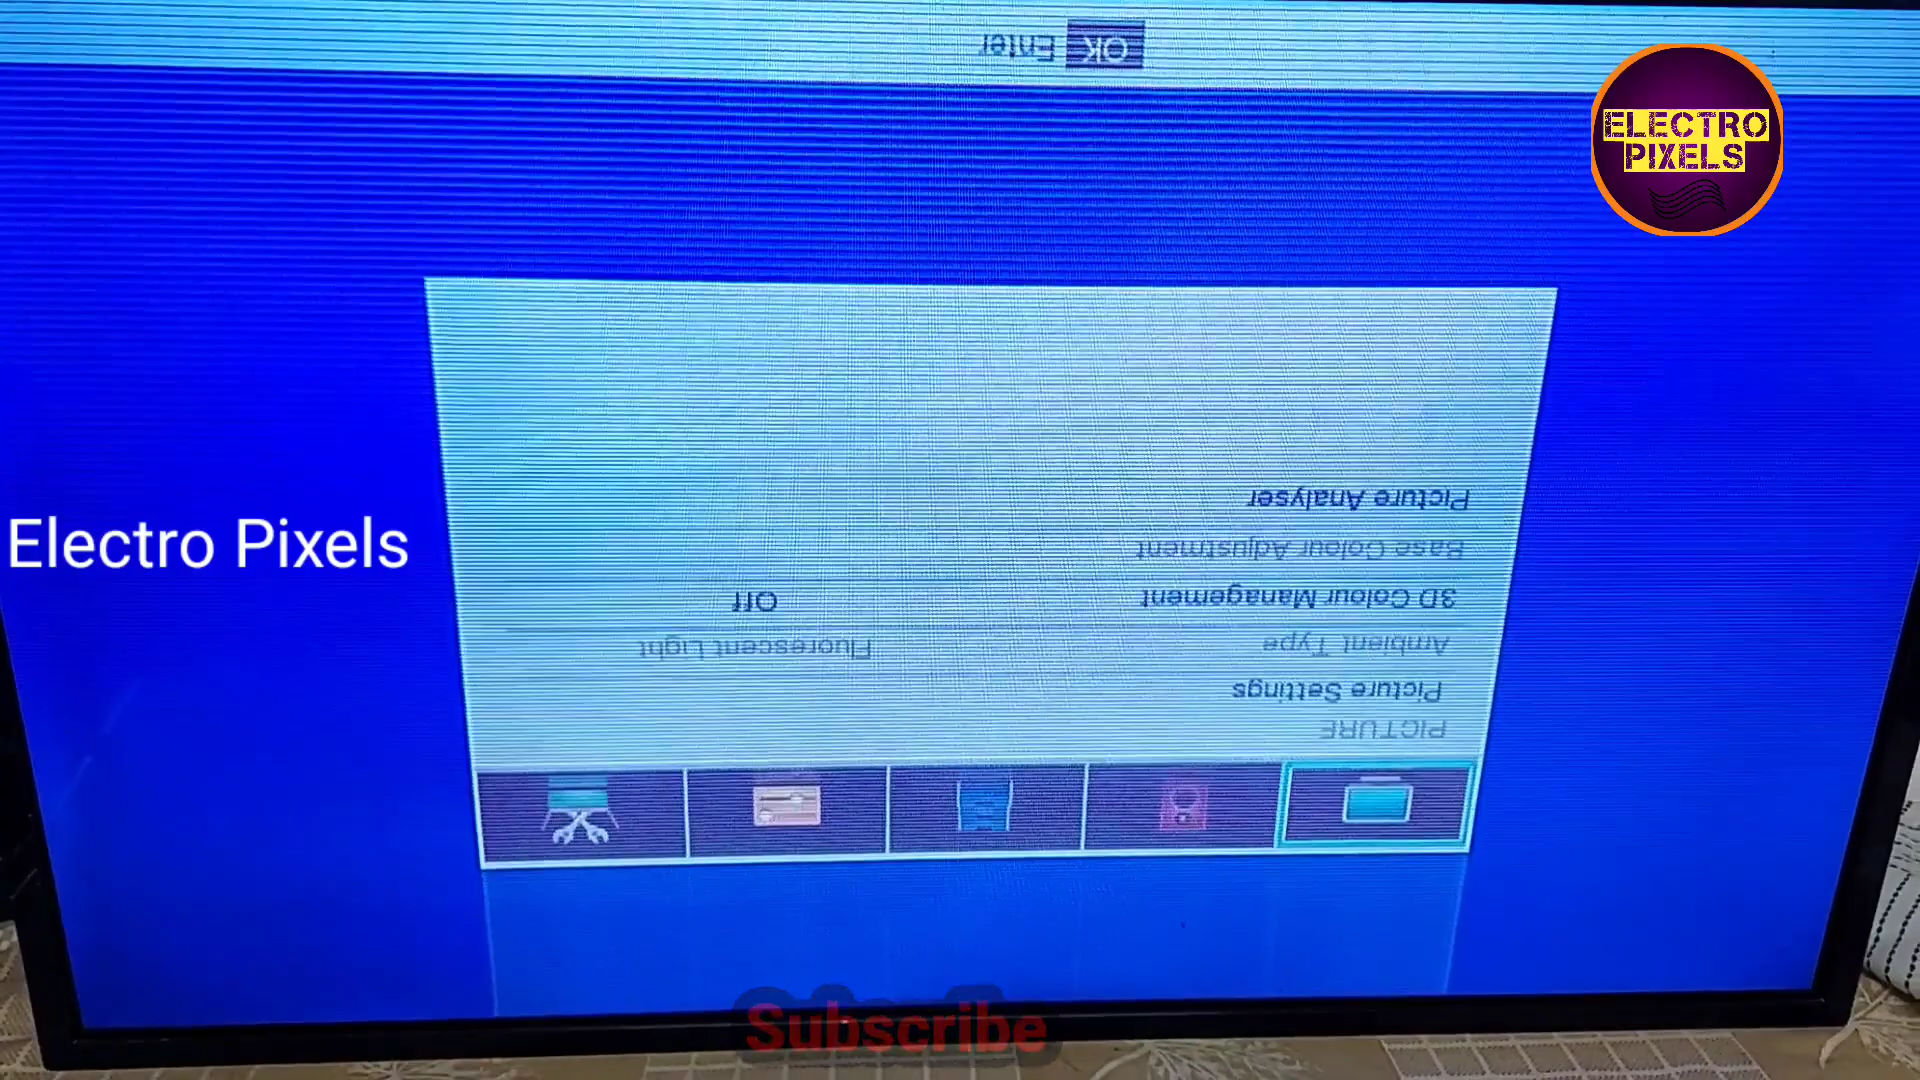 OK Enter
ELECTRO
PIXELS
Electro Pixels
PICTURE
Picture Settings
Ambient Type Fluorescent Light
3D Colour Management Off
Base Colour Adjustment
Picture Analyser
Subscribe